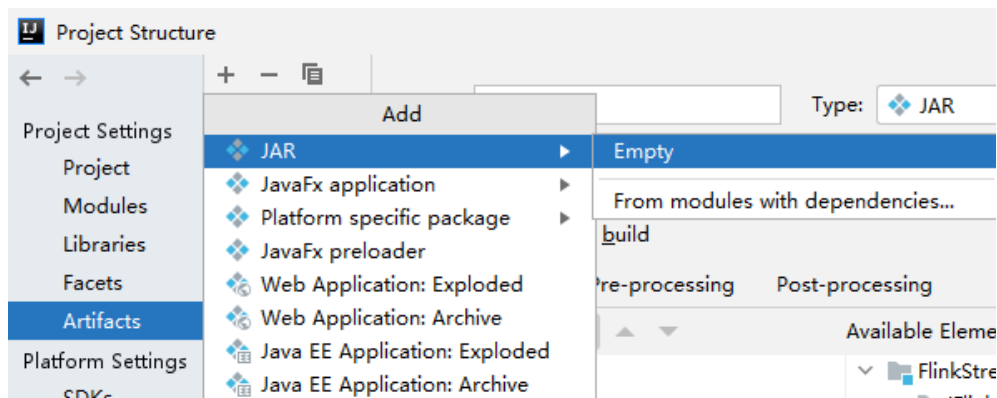 Project Structure
Add
Type: JAR
Project Settings
JAR
Empty
Project
JavaFx application
Modules
Platform specific package
From modules with dependencies...
Libraries
JavaFx preloader
build
Facets
Web Application: Exploded
Pre-processing
Post-processing
Artifacts
Web Application: Archive
Available Eleme
Platform Settings
Java EE Application: Exploded
FlinkStre
SDKs
Java EE Application: Archive